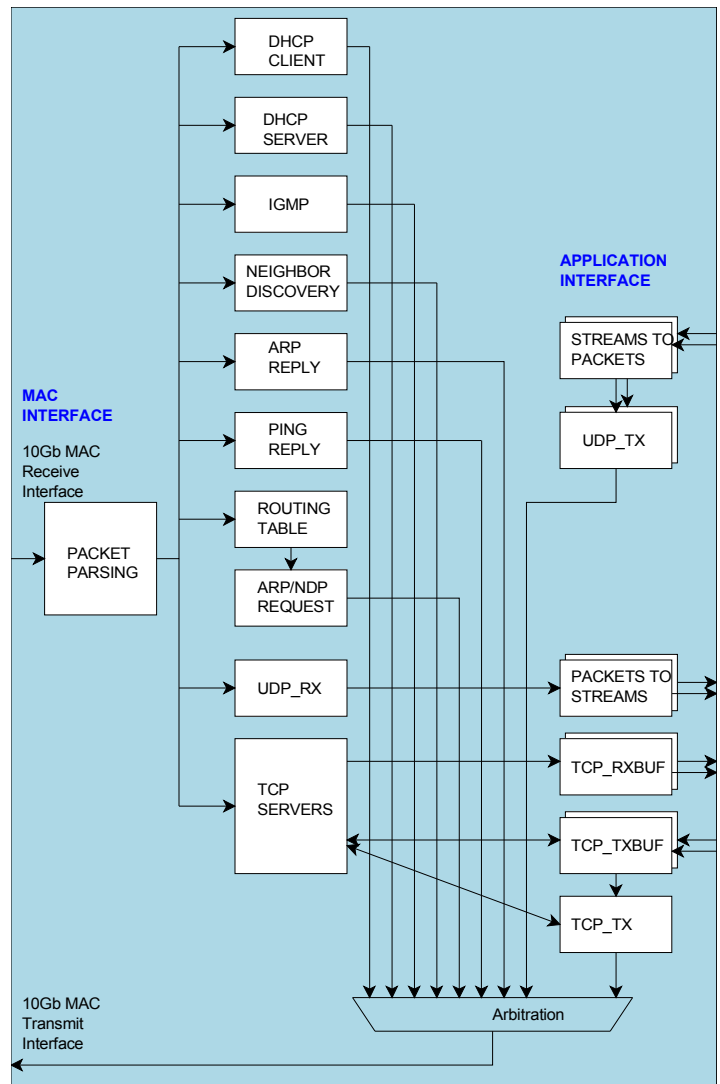 DHCP
CLIENT
DHCP
SERVER
IGMP
NEIGHBOR
DISCOVERY
APPLICATION
INTERFACE
STREAMS TO
PACKETS
ARP
REPLY
MAC
INTERFACE
UDP_TX
PING
REPLY
10Gb MAC
Receive
Interface
ROUTING
TABLE
PACKET
PARSING
ARP/NDP
REQUEST
UDP_RX
PACKETS TO
STREAMS
TCP
SERVERS
TCP_RXBUF
TCP_TXBUF
TCP_TX
10Gb MAC
Transmit
Interface
Arbitration